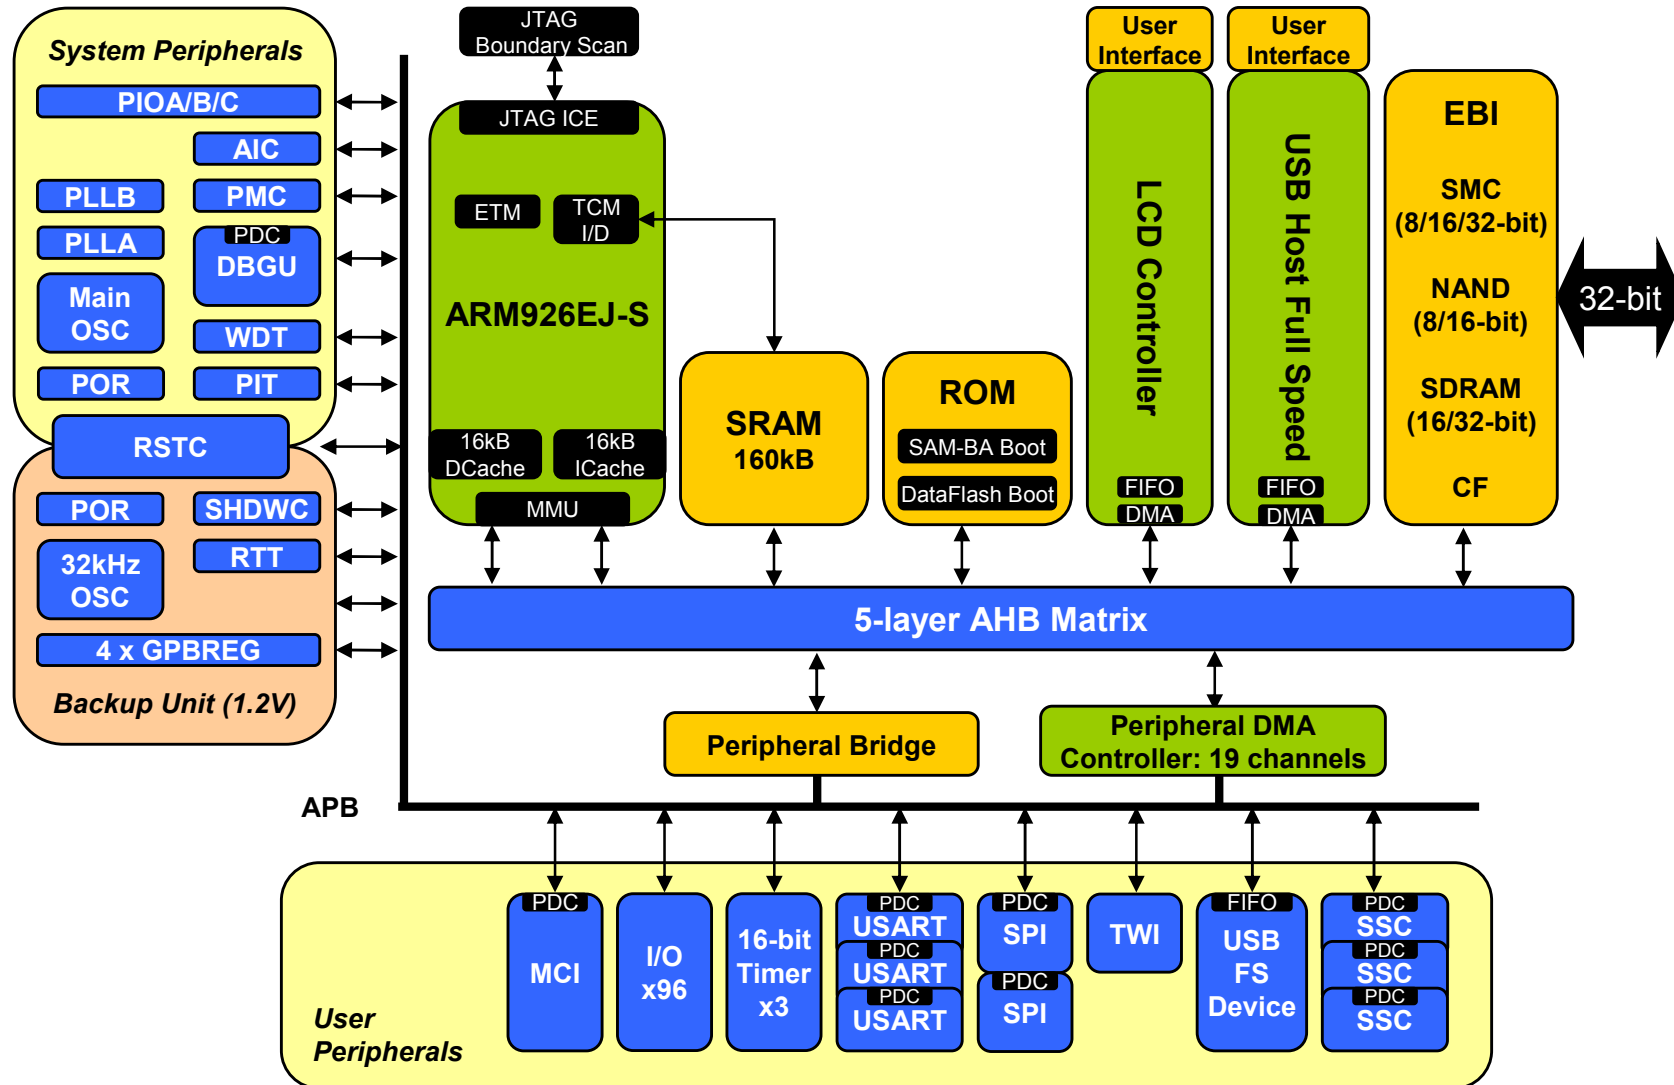 System Peripherals
PIOA/B/C
AIC
PLLB
PMC
PLLA
PDC
DBGU
Main
OSC
WDT
POR
PIT
RSTC
POR
SHDWC
32kHz
OSC
RTT
4 x GPBREG
Backup Unit (1.2V)
JTAG
Boundary Scan
JTAG ICE
ETM
TCM
I/D
ARM926EJ-S
16kB
DCache
16kB
ICache
MMU
SRAM
160kB
ROM
SAM-BA Boot
DataFlash Boot
User
Interface
LCD Controller
FIFO
DMA
User
Interface
USB Host Full Speed
FIFO
DMA
EBI
SMC
(8/16/32-bit)
NAND
(8/16-bit)
SDRAM
(16/32-bit)
CF
32-bit
5-layer AHB Matrix
Peripheral Bridge
Peripheral DMA
Controller: 19 channels
APB
PDC
MCI
I/O
x96
16-bit
Timer
x3
PDC
USART
PDC
USART
PDC
USART
PDC
SPI
PDC
SPI
TWI
FIFO
USB
FS
Device
PDC
SSC
PDC
SSC
PDC
SSC
User
Peripherals